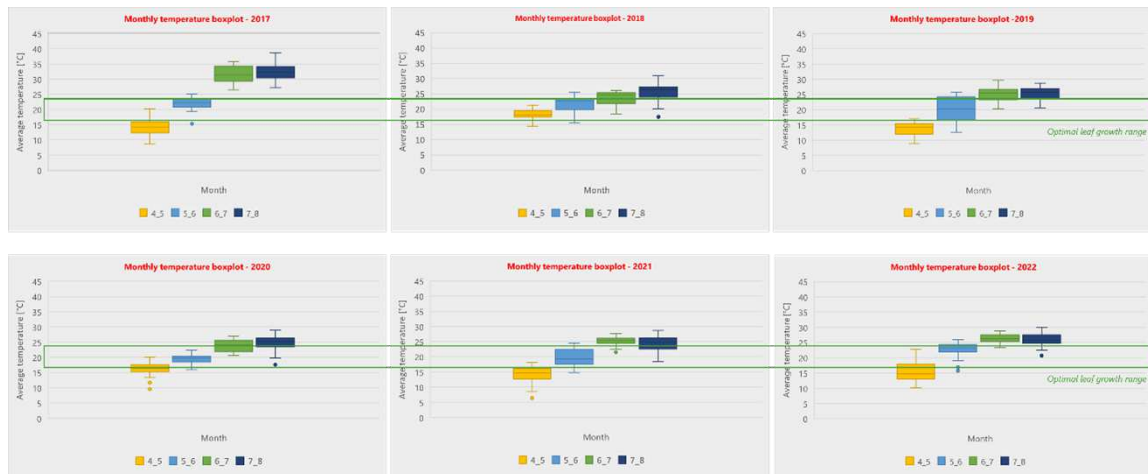 Monthly temperature boxplot - 2017
Average temperature [°C]
45
40
35
30
25
20
15
10
5
0
Month
4_5 5_6 6_7 7_8
Monthly temperature boxplot - 2018
Average temperature [°C]
45
40
35
30
25
20
15
10
5
0
Month
4_5 5_6 6_7 7_8
Monthly temperature boxplot -2019
Average temperature [°C]
45
40
35
30
25
20
15
10
5
0
Optimal leaf growth range
Month
4_5 5_6 6_7 7_8
Monthly temperature boxplot - 2020
Average temperature [°C]
45
40
35
30
25
20
15
10
5
0
Month
4_5 5_6 6_7 7_8
Monthly temperature boxplot - 2021
Average temperature [°C]
45
40
35
30
25
20
15
10
5
0
Month
4_5 5_6 6_7 7_8
Monthly temperature boxplot - 2022
Average temperature [°C]
45
40
35
30
25
20
15
10
5
0
Optimal leaf growth range
Month
4_5 5_6 6_7 7_8